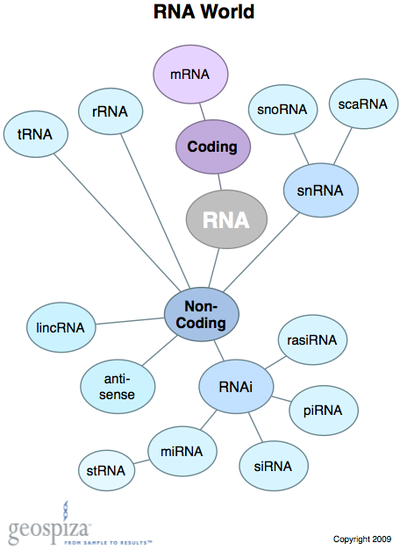 RNA World
mRNA
snoRNA
scaRNA
rRNA
tRNA
Coding
snRNA
RNA
Non-
Coding
lincRNA
rasiRNA
anti-
sense
RNAi
piRNA
miRNA
stRNA
siRNA
geospiza™
FROM SAMPLE TO RESULTS™
Copyright 2009